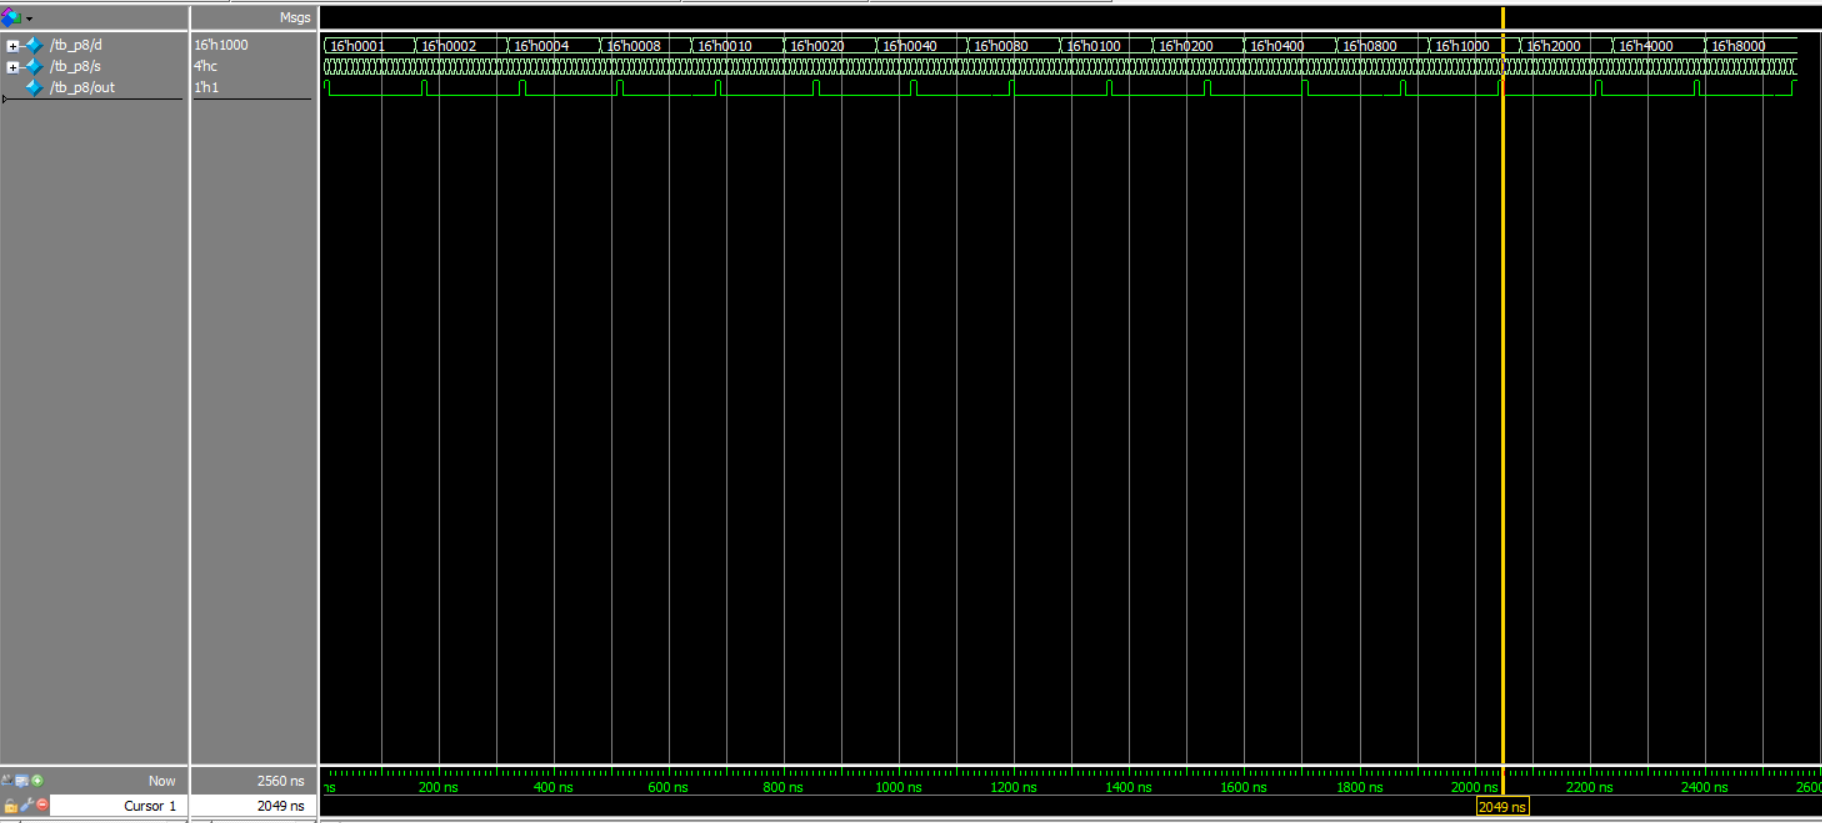 Msgs
/tb_p8/d 16'h1000 16'h0001 16'h0002 16'h0004 16'h0008 16'h0010 16'h0020 16'h0040 16'h0080 16'h0100 16'h0200 16'h0400 16'h0800 16'h1000 16'h2000 16'h4000 16'h8000
/tb_p8/s 4'hc
/tb_p8/out 1'h1
Now 2560 ns ns 200 ns 400 ns 600 ns 800 ns 1000 ns 1200 ns 1400 ns 1600 ns 1800 ns 2000 ns 2200 ns 2400 ns 2600
Cursor 1 2049 ns 2049 ns